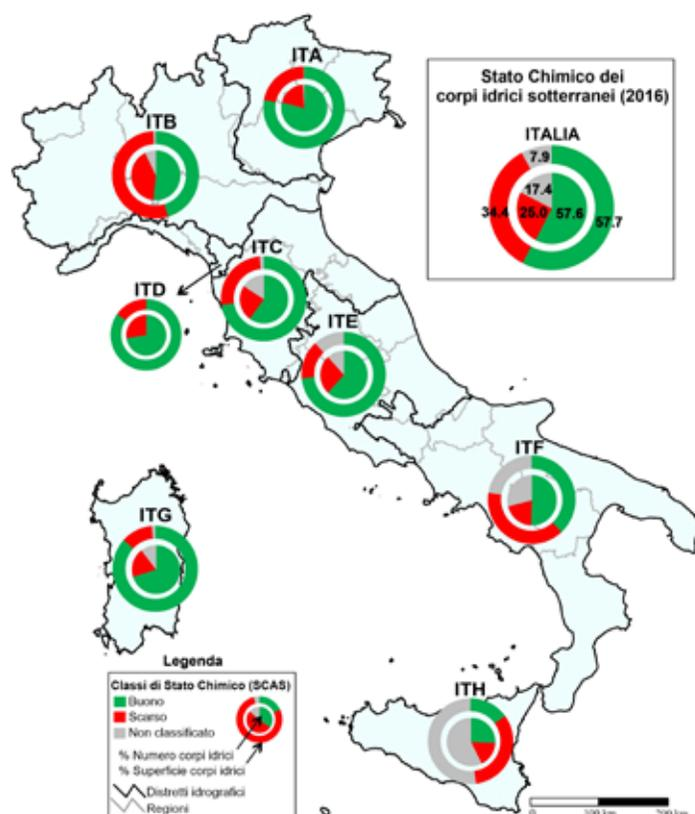 ITA
ITB
Stato Chimico dei
corpi idrici sotterranei (2016)
ITALIA
7.9
17.4
34.4
25.0
57.6
57.7
ITC
ITD
ITE
ITF
ITG
ITH
Legenda
Classi di Stato Chimico (SCAS)
Buono
Scarso
Non classificato
% Numero corpi idrici
% Superficie corpi idrici
Distretti idrografici
Regioni